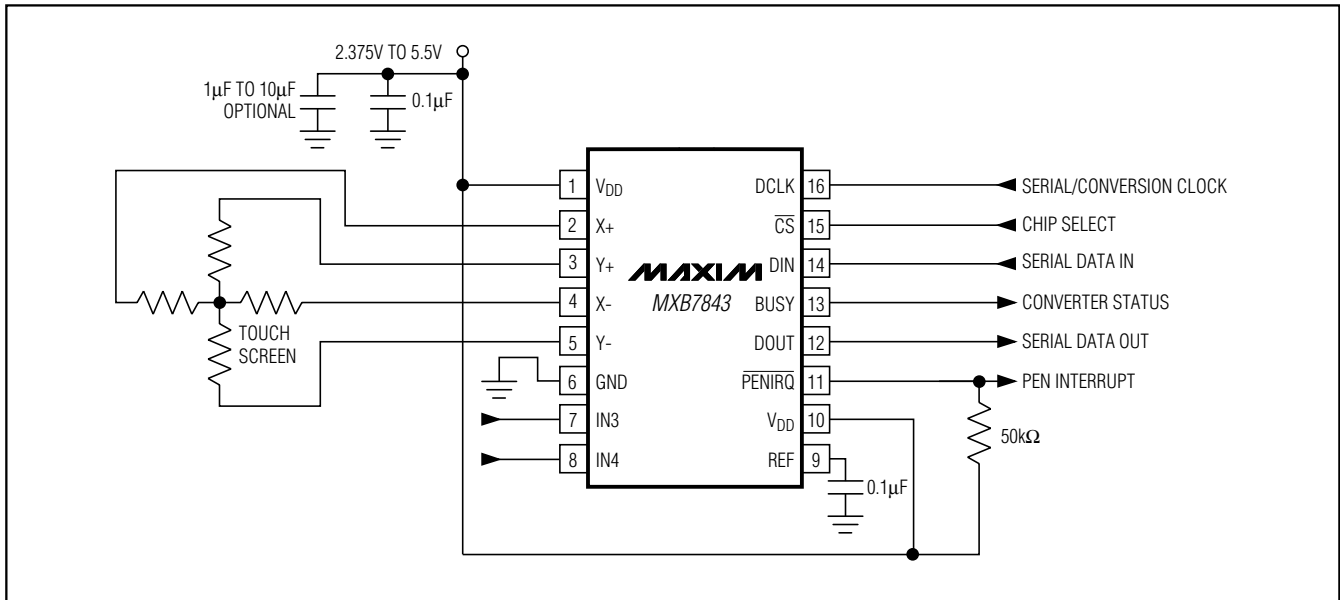 2.375V TO 5.5V
1μF TO 10μF
OPTIONAL
0.1μF
1 VDD
DCLK 16
SERIAL/CONVERSION CLOCK
2 X+
CS 15
CHIP SELECT
3 Y+
MAXIM
DIN 14
SERIAL DATA IN
4 X-
MXB7843
BUSY 13
CONVERTER STATUS
TOUCH
SCREEN
5 Y-
DOUT 12
SERIAL DATA OUT
6 GND
PENIRQ 11
PEN INTERRUPT
7 IN3
VDD 10
50kΩ
8 IN4
REF 9
0.1μF